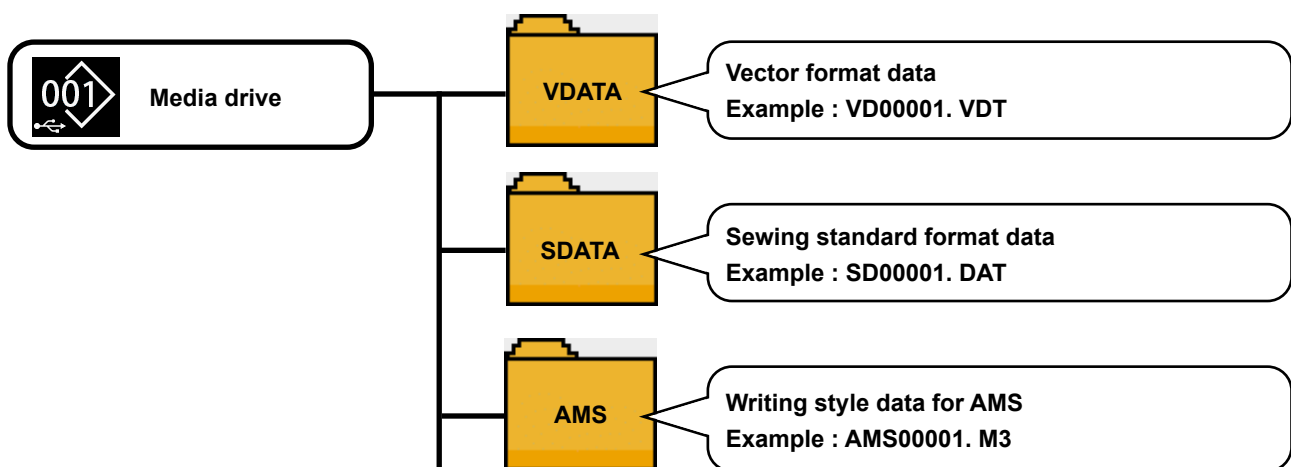 001
Media drive
VDATA
Vector format data
Example : VD00001. VDT
SDATA
Sewing standard format data
Example : SD00001. DAT
AMS
Writing style data for AMS
Example : AMS00001. M3